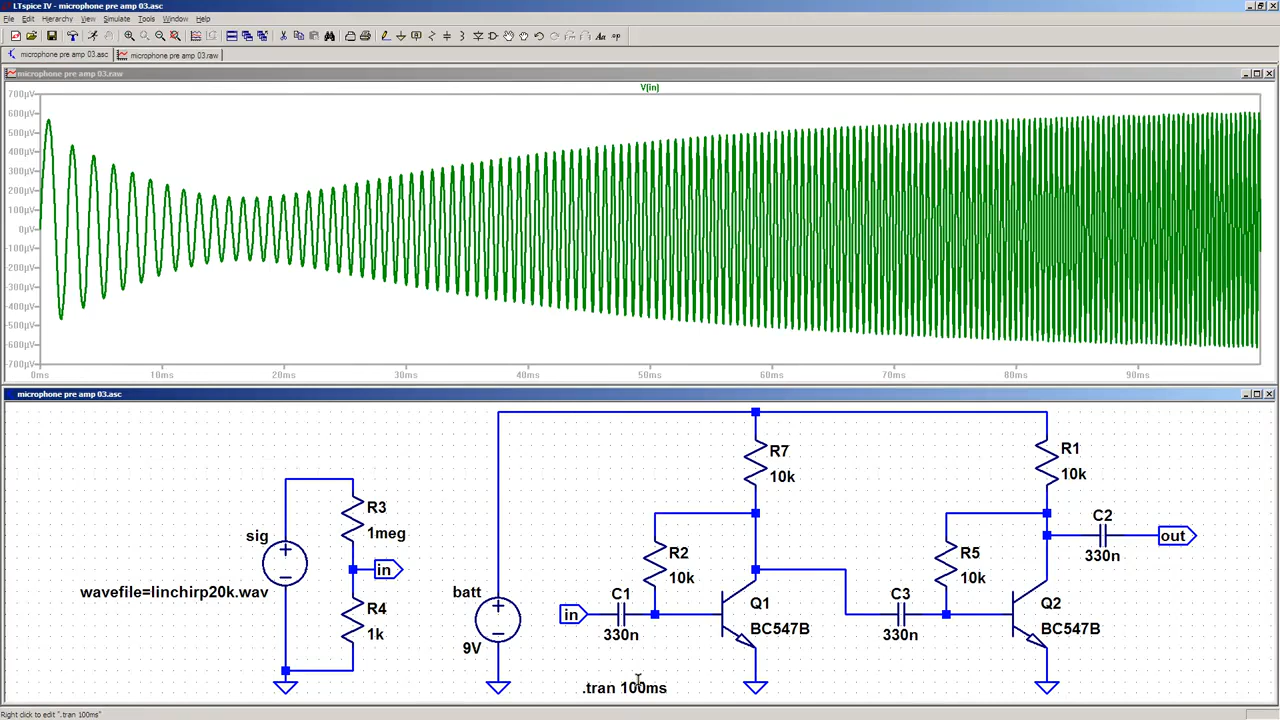 LTspice IV - microphone pre amp 03.asc
File Edit Hierarchy View Simulate Tools Window Help
Aa .op
microphone pre amp 03.asc microphone pre amp 03.raw
microphone pre amp 03.raw
V(in)
700µV
600µV
500µV
400µV
300µV
200µV
100µV
0µV
-100µV
-200µV
-300µV
-400µV
-500µV
-600µV
-700µV
0ms 10ms 20ms 30ms 40ms 50ms 60ms 70ms 80ms 90ms
microphone pre amp 03.asc
R7
10k
R1
10k
R3
1meg
C2
330n
out
sig
in
R2
10k
R5
10k
wavefile=linchirp20k.wav
batt
9V
R4
1k
in
C1
330n
Q1
BC547B
C3
330n
Q2
BC547B
.tran 100ms
Right click to edit ".tran 100ms"